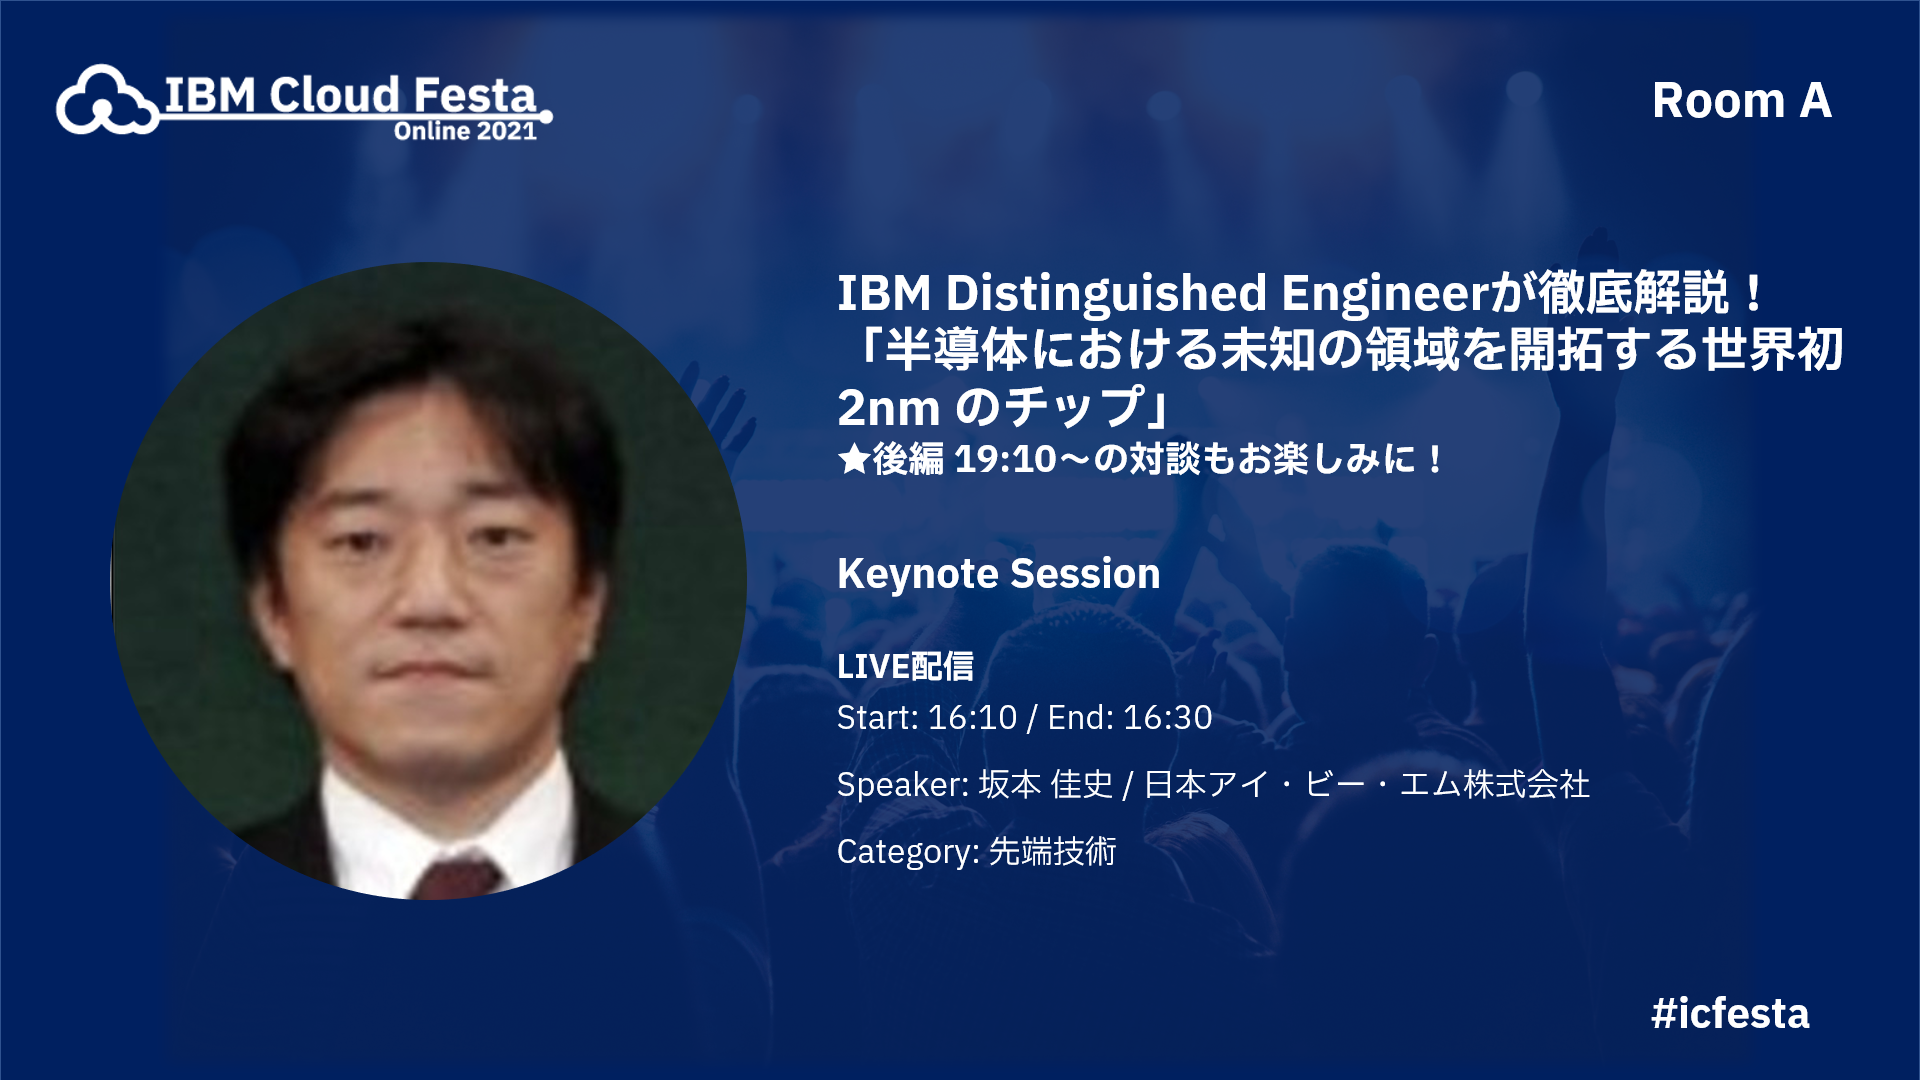 IBM Cloud Festa
Online 2021
Room A
IBM Distinguished Engineerが徹底解説！
「半導体における未知の領域を開拓する世界初
2nm のチップ」
★後編 19:10～の対談もお楽しみに！
Keynote Session
LIVE配信
Start: 16:10 / End: 16:30
Speaker: 坂本 佳史 / 日本アイ・ビー・エム株式会社
Category: 先端技術
#icfesta